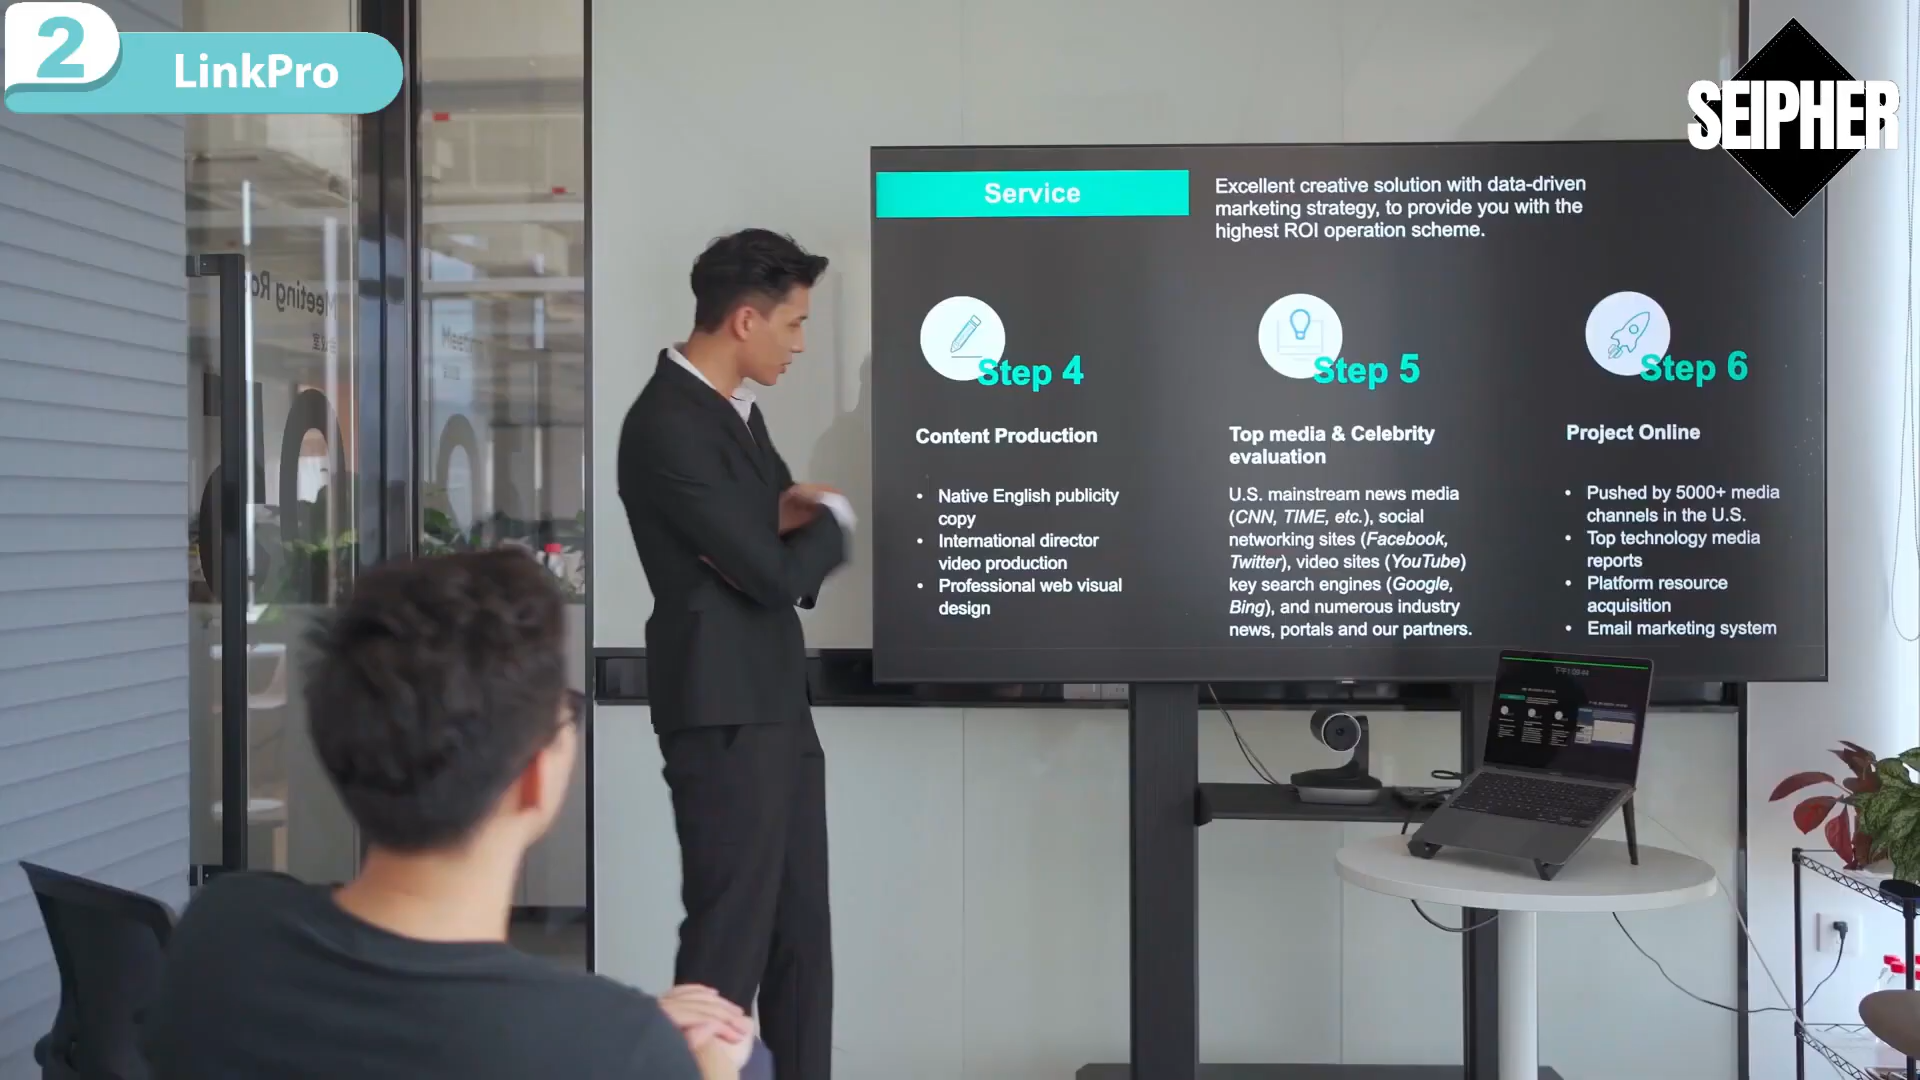 2
LinkPro
SEIPHER
Service
Excellent creative solution with data-driven
marketing strategy, to provide you with the
highest ROI operation scheme.
Step 4
Step 5
Step 6
Content Production
Native English publicity
copy
International director
video production
Professional web visual
design
Top media & Celebrity
evaluation
U.S. mainstream news media
(CNN, TIME, etc.), social
networking sites (Facebook,
Twitter), video sites (YouTube)
key search engines (Google,
Bing), and numerous industry
news, portals and our partners.
Project Online
• Pushed by 5000+ media
channels in the U.S.
• Top technology media
reports
• Platform resource
acquisition
• Email marketing system
Meeting Ro